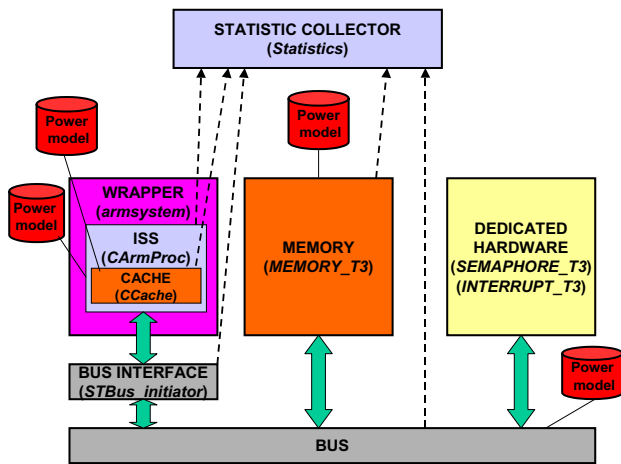 STATISTIC COLLECTOR
(Statistics)
Power
model
Power
model
Power
model
WRAPPER
(armsystem)
ISS
(CArmProc)
CACHE
(CCache)
MEMORY
(MEMORY_T3)
DEDICATED
HARDWARE
(SEMAPHORE_T3)
(INTERRUPT_T3)
BUS INTERFACE
(STBus_initiator)
Power
model
BUS